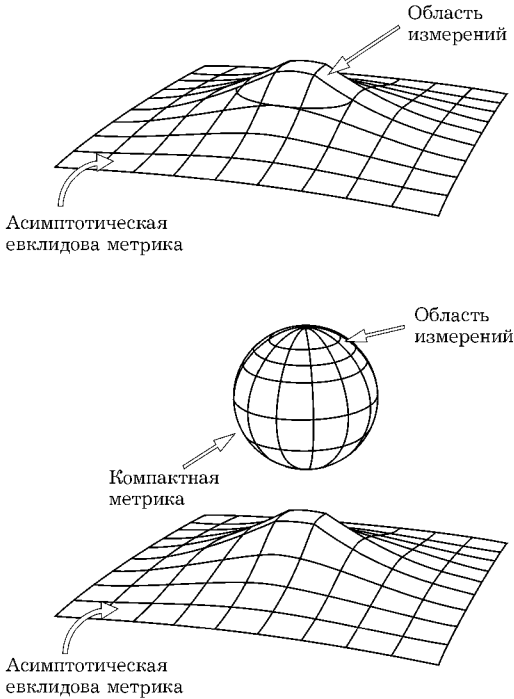 Область
измерений
Асимптотическая
евклидова метрика
Область
измерений
Компактная
метрика
Асимптотическая
евклидова метрика